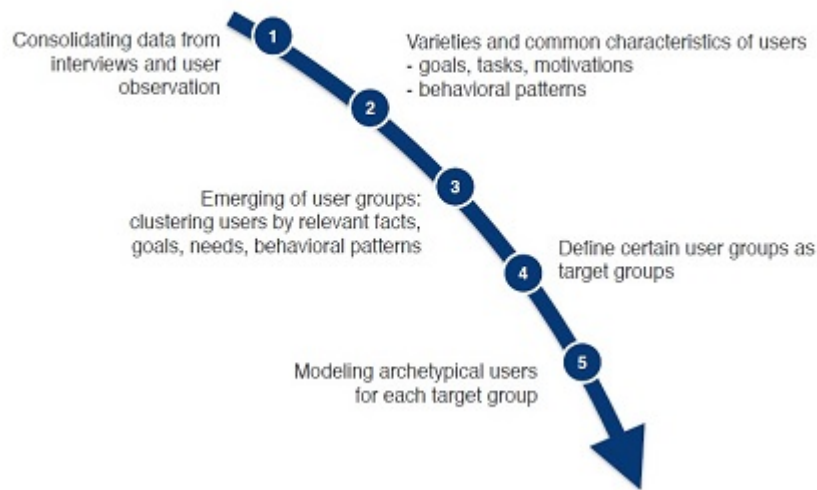 1
Consolidating data from
interviews and user
observation
2
Varieties and common characteristics of users
- goals, tasks, motivations
- behavioral patterns
3
Emerging of user groups:
clustering users by relevant facts,
goals, needs, behavioral patterns
4
Define certain user groups as
target groups
5
Modeling archetypical users
for each target group